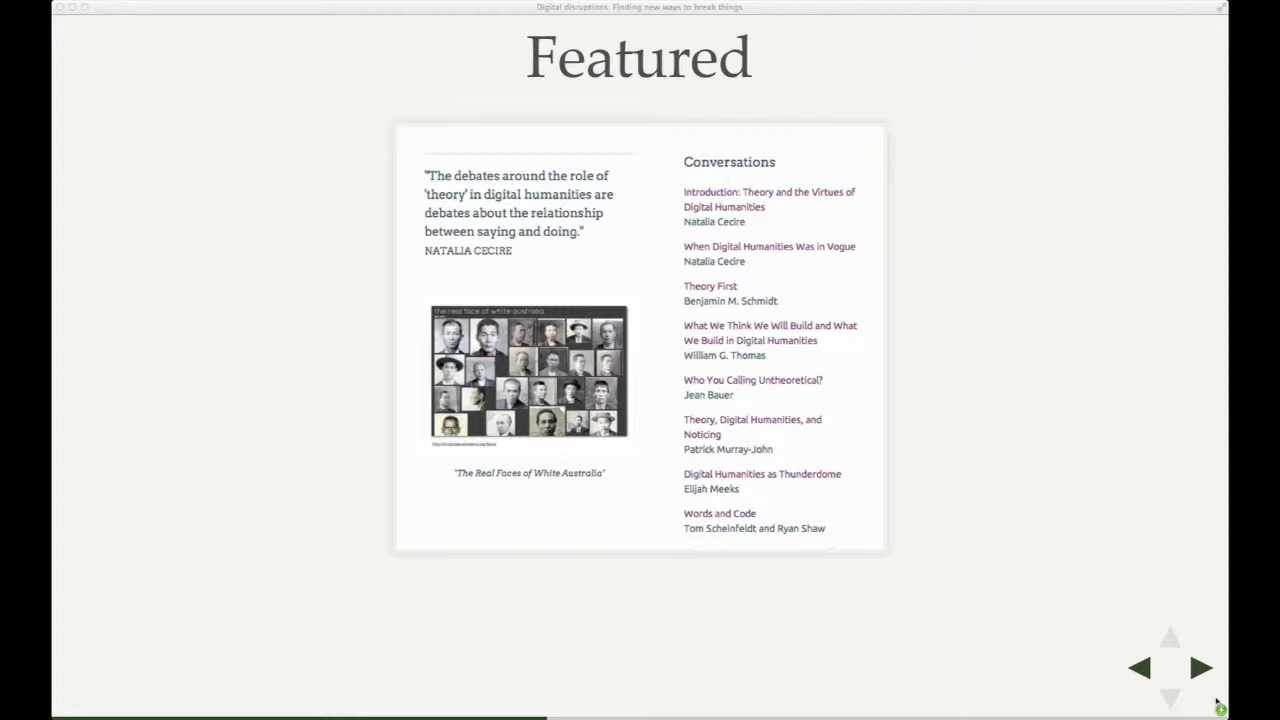 Digital disruptions: Finding new ways to break things
Featured
"The debates around the role of
'theory' in digital humanities are
debates about the relationship
between saying and doing."
NATALIA CECIRE
the real face of white australia
"The Real Faces of White Australia"
Conversations
Introduction: Theory and the Virtues of
Digital Humanities
Natalia Cecire
When Digital Humanities Was in Vogue
Natalia Cecire
Theory First
Benjamin M. Schmidt
What We Think We Will Build and What
We Build in Digital Humanities
William G. Thomas
Who You Calling Untheoretical?
Jean Bauer
Theory, Digital Humanities, and
Noticing
Patrick Murray-John
Digital Humanities as Thunderdome
Elijah Meeks
Words and Code
Tom Scheinfeldt and Ryan Shaw